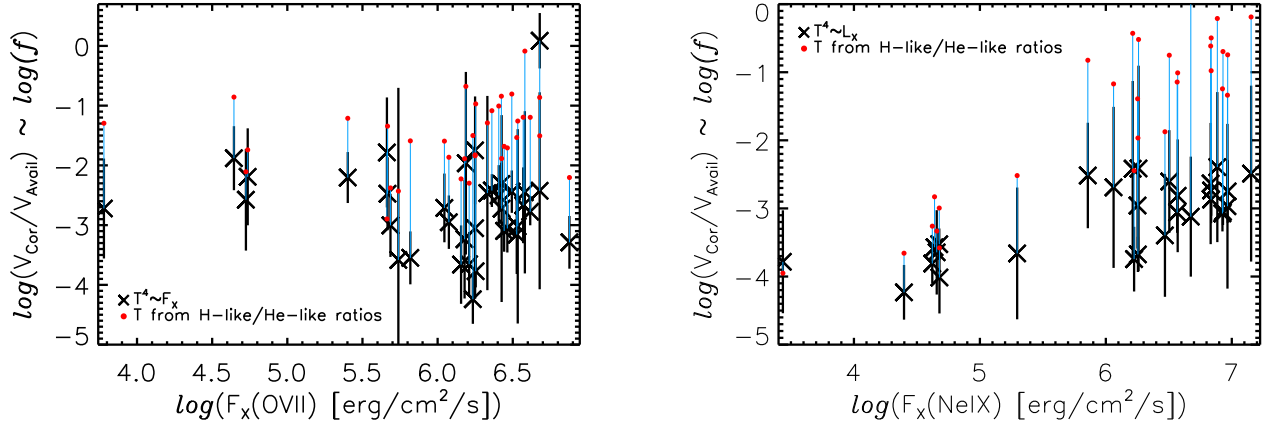 log(V_Cor/V_Avail) ~ log(f)
0
−1
−2
−3
−4
−5
T⁴~F_X
T from H-like/He-like ratios
4.0 4.5 5.0 5.5 6.0 6.5
log(F_X(OVII) [erg/cm²/s])
log(V_Cor/V_Avail) ~ log(f)
0
−1
−2
−3
−4
−5
T⁴~L_X
T from H-like/He-like ratios
4 5 6 7
log(F_X(NeIX) [erg/cm²/s])